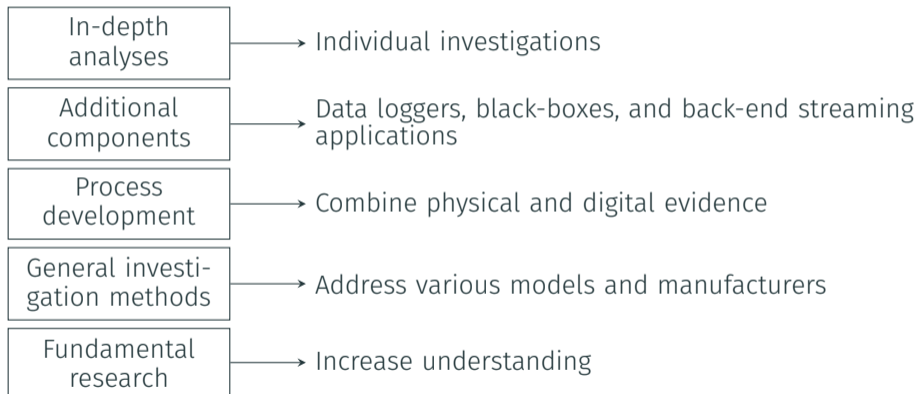 In-depth
analyses
Individual investigations
Additional
components
Data loggers, black-boxes, and back-end streaming
applications
Process
development
Combine physical and digital evidence
General investi-
gation methods
Address various models and manufacturers
Fundamental
research
Increase understanding